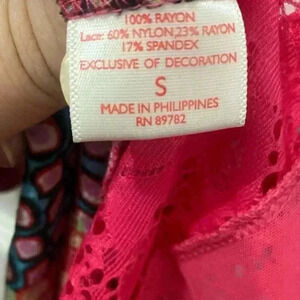 100% RAYON
Lace: 60% NYLON,23% RAYON
17% SPANDEX
EXCLUSIVE OF DECORATION
S
MADE IN PHILIPPINES
RN 89782